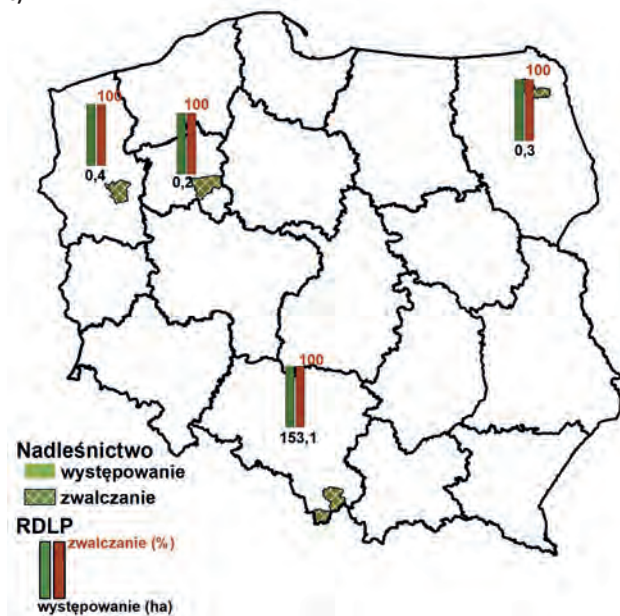 100
100
100
0,4
0,2
0,3
100
153,1
Nadleśnictwo
występowanie
zwalczanie
RDLP
zwalczanie (%)
występowanie (ha)